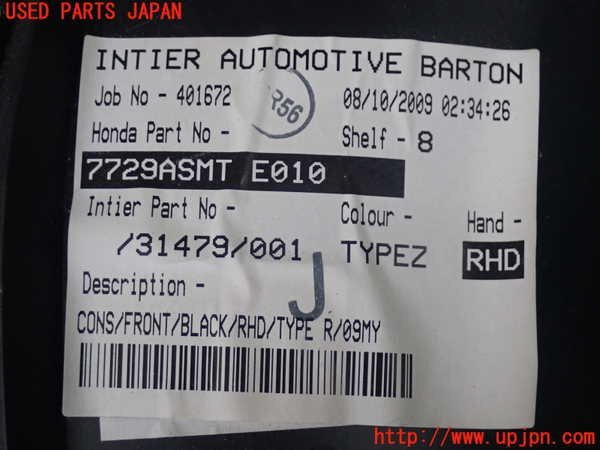 USED PARTS JAPAN
INTIER AUTOMOTIVE BARTON
Job No - 401672
R56
08/10/2009 02:34:26
Honda Part No -
Shelf - 8
7729ASMT E010
Intier Part No -
Colour -
Hand -
/31479/001
TYPEZ
RHD
Description -
J
CONS/FRONT/BLACK/RHD/TYPE R/09MY
http://www.upjpn.com/